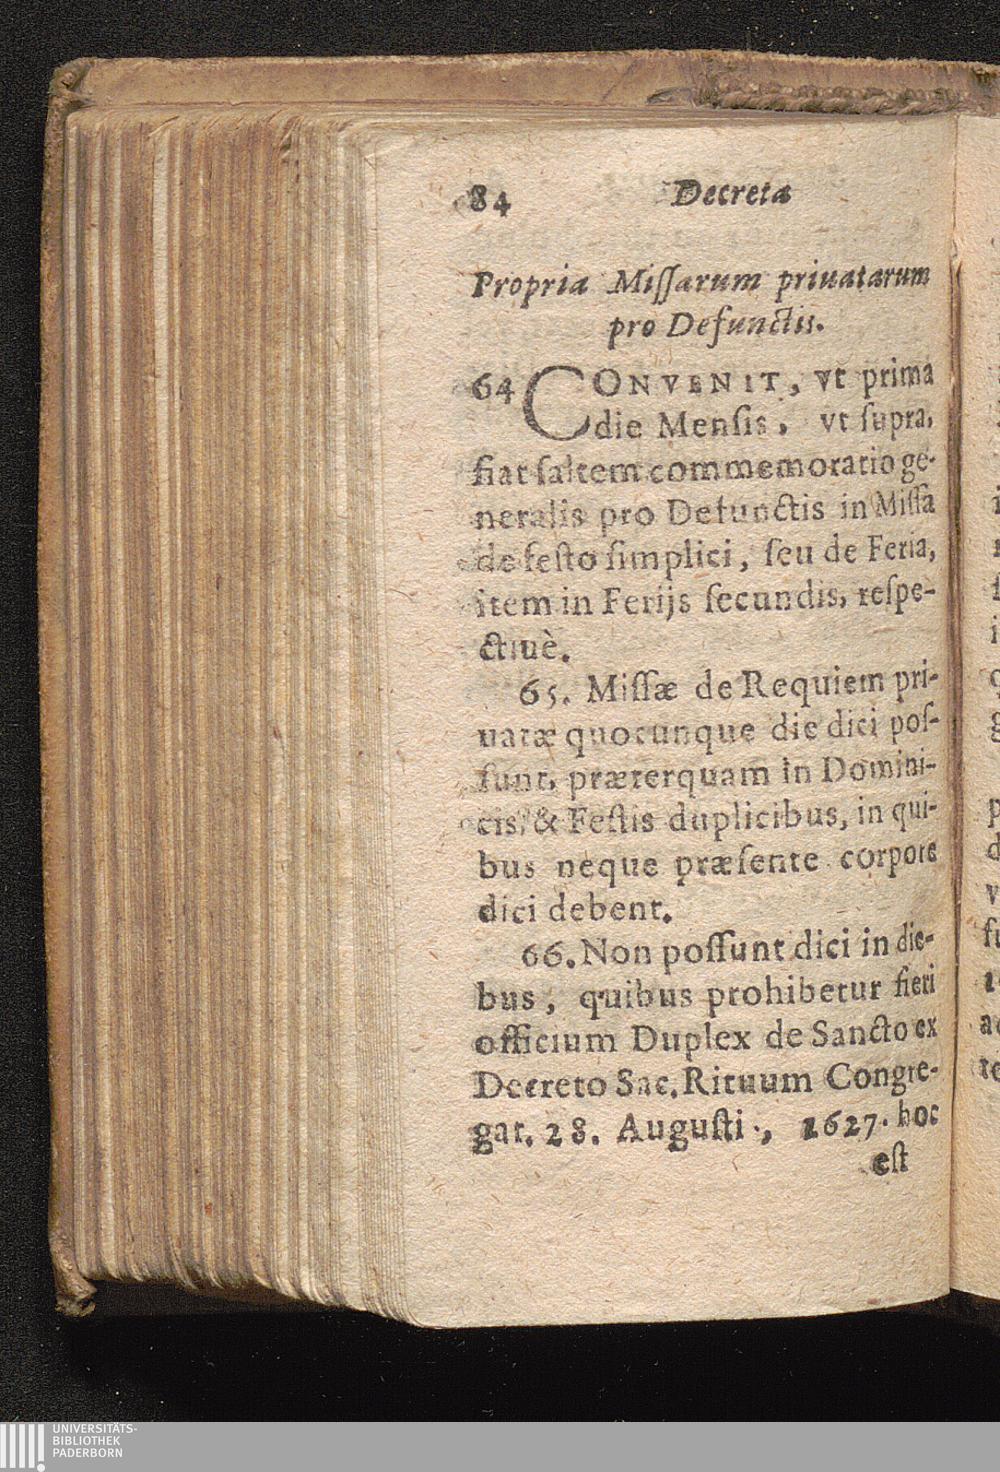 84 Decreta
Propria Miſſarum priuatarum
pro Defunctis.
64 CONVENIT, vt prima
die Menſis, vt ſupra,
fiat ſaltem commemoratio ge-
neralis pro Defunctis in Miſſa
de feſto ſimplici, ſeu de Feria,
item in Ferijs ſecundis, reſpe-
ctiuè.
65. Miſſæ de Requiem pri-
uatæ quocunque die dici poſ-
ſunt, præterquam in Domini-
cis, & Feſtis duplicibus, in qui-
bus neque præſente corpore
dici debent.
66. Non poſſunt dici in die-
bus, quibus prohibetur fieri
officium Duplex de Sancto ex
Decreto Sac. Rituum Congre-
gat. 28. Auguſti, 1627. hoc
eſt
UNIVERSITÄTS-
BIBLIOTHEK
PADERBORN